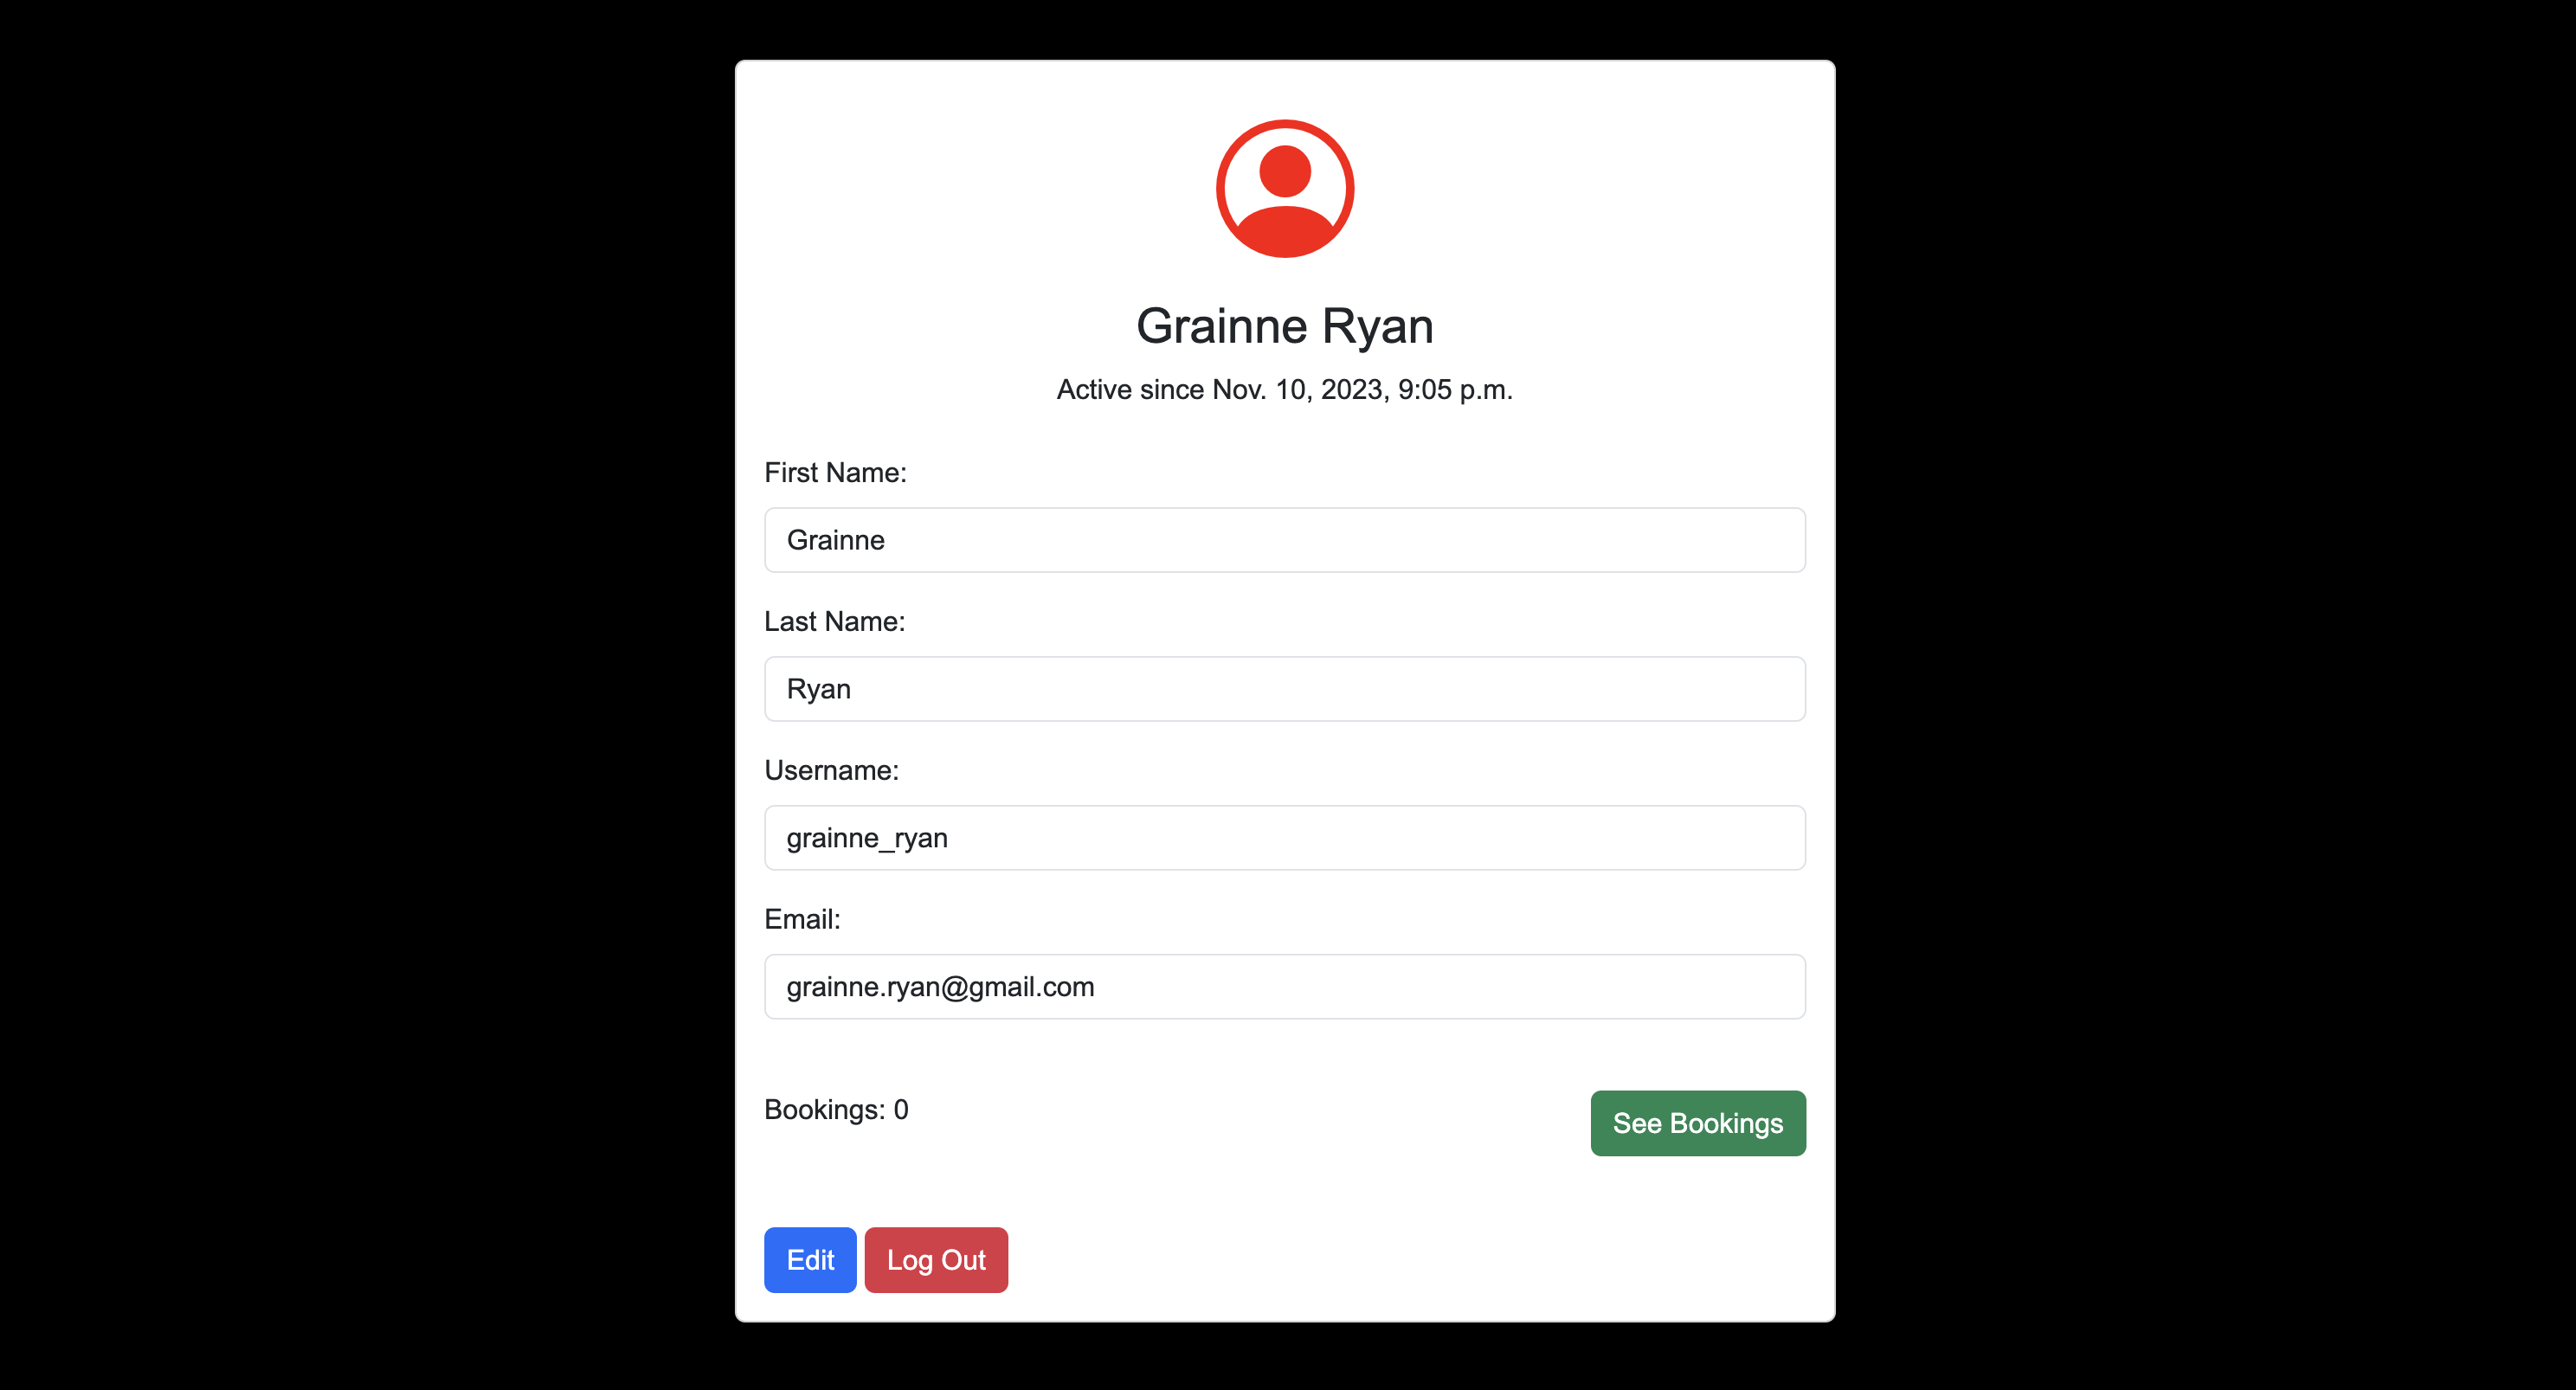 Grainne Ryan
Active since Nov. 10, 2023, 9:05 p.m.
First Name:
Grainne
Last Name:
Ryan
Username:
grainne_ryan
Email:
grainne.ryan@gmail.com
Bookings: 0
See Bookings
Edit Log Out